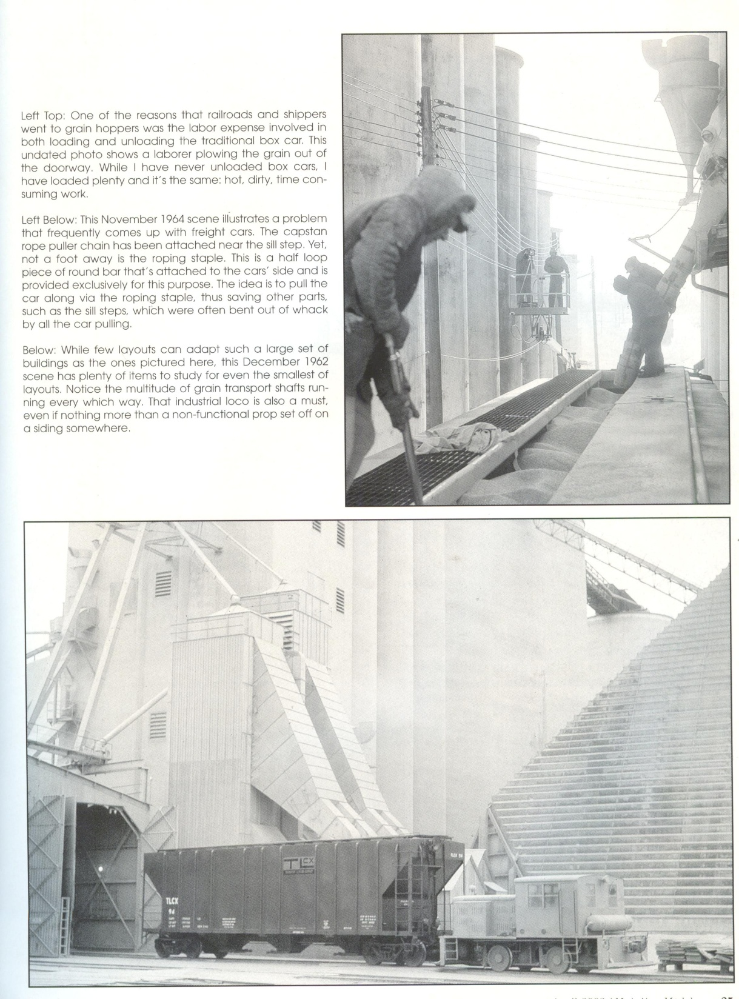 Left Top: One of the reasons that railroads and shippers
went to grain hoppers was the labor expense involved in
both loading and unloading the traditional box car. This
undated photo shows a laborer plowing the grain out of
the doorway. While I have never unloaded box cars, I
have loaded plenty and it's the same: hot, dirty, time con-
suming work.
Left Below: This November 1964 scene illustrates a problem
that frequently comes up with freight cars. The capstan
rope puller chain has been attached near the sill step. Yet,
not a foot away is the roping staple. This is a half loop
piece of round bar that's attached to the cars' side and is
provided exclusively for this purpose. The idea is to pull the
car along via the roping staple, thus saving other parts,
such as the sill steps, which were often bent out of whack
by all the car pulling.
Below: While few layouts can adapt such a large set of
buildings as the ones pictured here, this December 1962
scene has plenty of items to study for even the smallest of
layouts. Notice the multitude of grain transport shafts run-
ning every which way. That industrial loco is also a must,
even if nothing more than a non-functional prop set off on
a siding somewhere.
TLCX
TLCX 94
TLCX
94